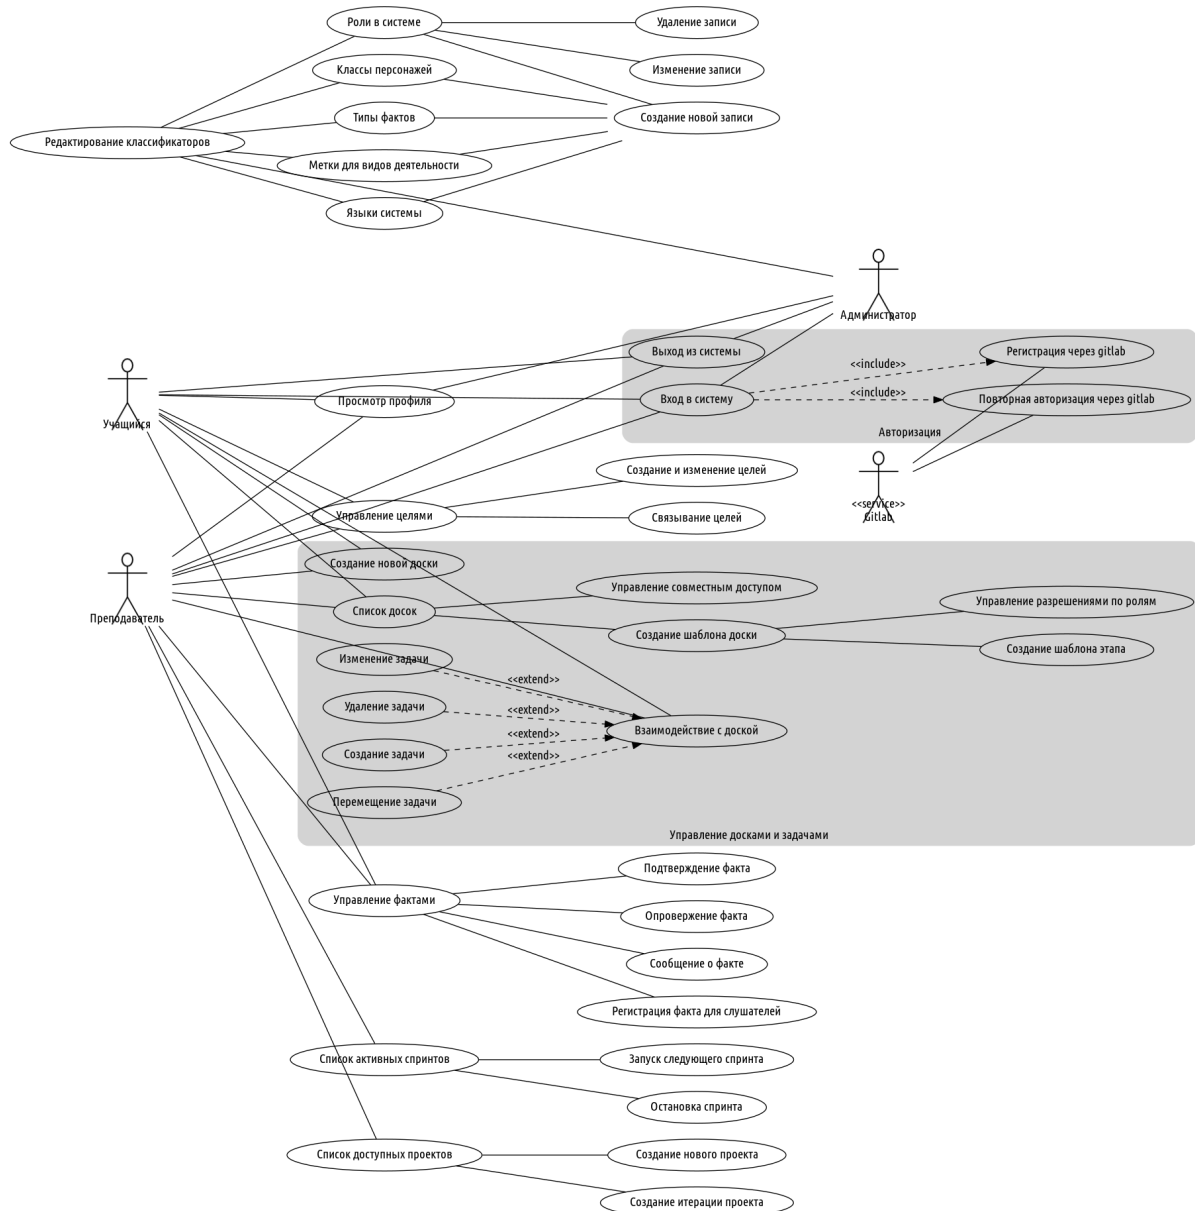 Роли в системе
Удаление записи
Классы персонажей
Изменение записи
Типы фактов
Создание новой записи
Редактирование классификаторов
Метки для видов деятельности
Языки системы
Администратор
Выход из системы
Регистрация через gitlab
<<include>>
Вход в систему
<<include>>
Повторная авторизация через gitlab
Просмотр профиля
Учащийся
Авторизация
Создание и изменение целей
<<service>>
Gitlab
Управление целями
Связывание целей
Создание новой доски
Управление совместным доступом
Управление разрешениями по ролям
Список досок
Преподаватель
Создание шаблона доски
Создание шаблона этапа
Изменение задачи
<<extend>>
Удаление задачи
<<extend>>
Взаимодействие с доской
<<extend>>
Создание задачи
<<extend>>
Перемещение задачи
Управление досками и задачами
Подтверждение факта
Управление фактами
Опровержение факта
Сообщение о факте
Регистрация факта для слушателей
Список активных спринтов
Запуск следующего спринта
Остановка спринта
Список доступных проектов
Создание нового проекта
Создание итерации проекта